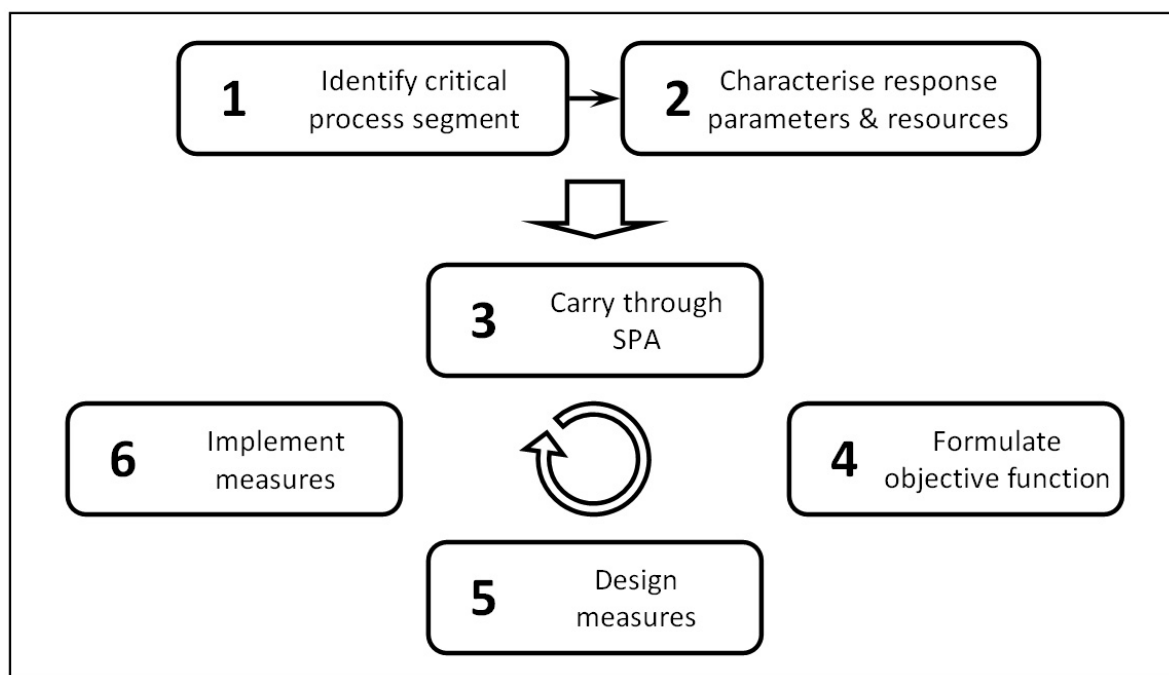 1
Identify critical
process segment
2
Characterise response
parameters & resources
3
Carry through
SPA
6
Implement
measures
4
Formulate
objective function
5
Design
measures